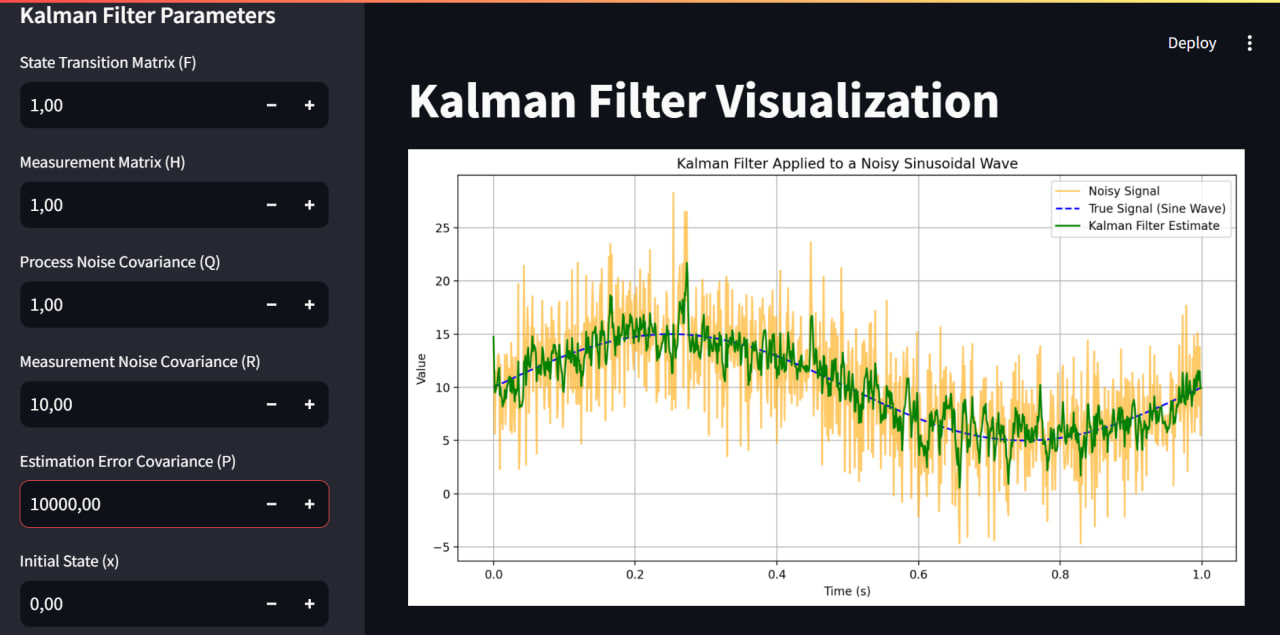 Kalman Filter Parameters
State Transition Matrix (F)
1,00
Measurement Matrix (H)
1,00
Process Noise Covariance (Q)
1,00
Measurement Noise Covariance (R)
10,00
Estimation Error Covariance (P)
10000,00
Initial State (x)
0,00
Deploy
Kalman Filter Visualization
Kalman Filter Applied to a Noisy Sinusoidal Wave
Noisy Signal
True Signal (Sine Wave)
Kalman Filter Estimate
Value
25
20
15
10
5
0
−5
0.0 0.2 0.4 0.6 0.8 1.0
Time (s)